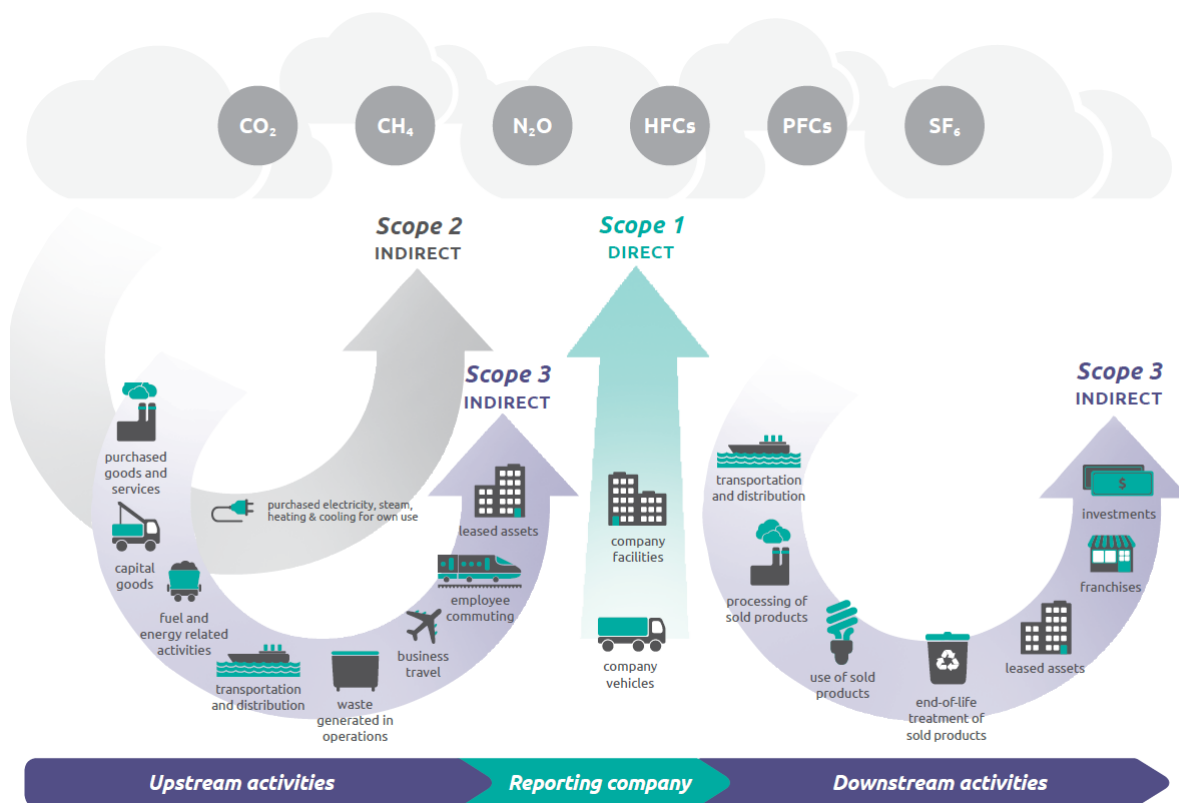 CO₂
CH₄
N₂O
HFCs
PFCs
SF₆
Scope 2
INDIRECT
Scope 1
DIRECT
Scope 3
INDIRECT
Scope 3
INDIRECT
purchased
goods and
services
capital
goods
fuel and
energy related
activities
transportation
and distribution
waste
generated in
operations
business
travel
employee
commuting
leased assets
purchased electricity, steam,
heating & cooling for own use
company
facilities
company
vehicles
transportation
and distribution
processing of
sold products
use of sold
products
end-of-life
treatment of
sold products
leased assets
franchises
$
investments
Upstream activities
Reporting company
Downstream activities